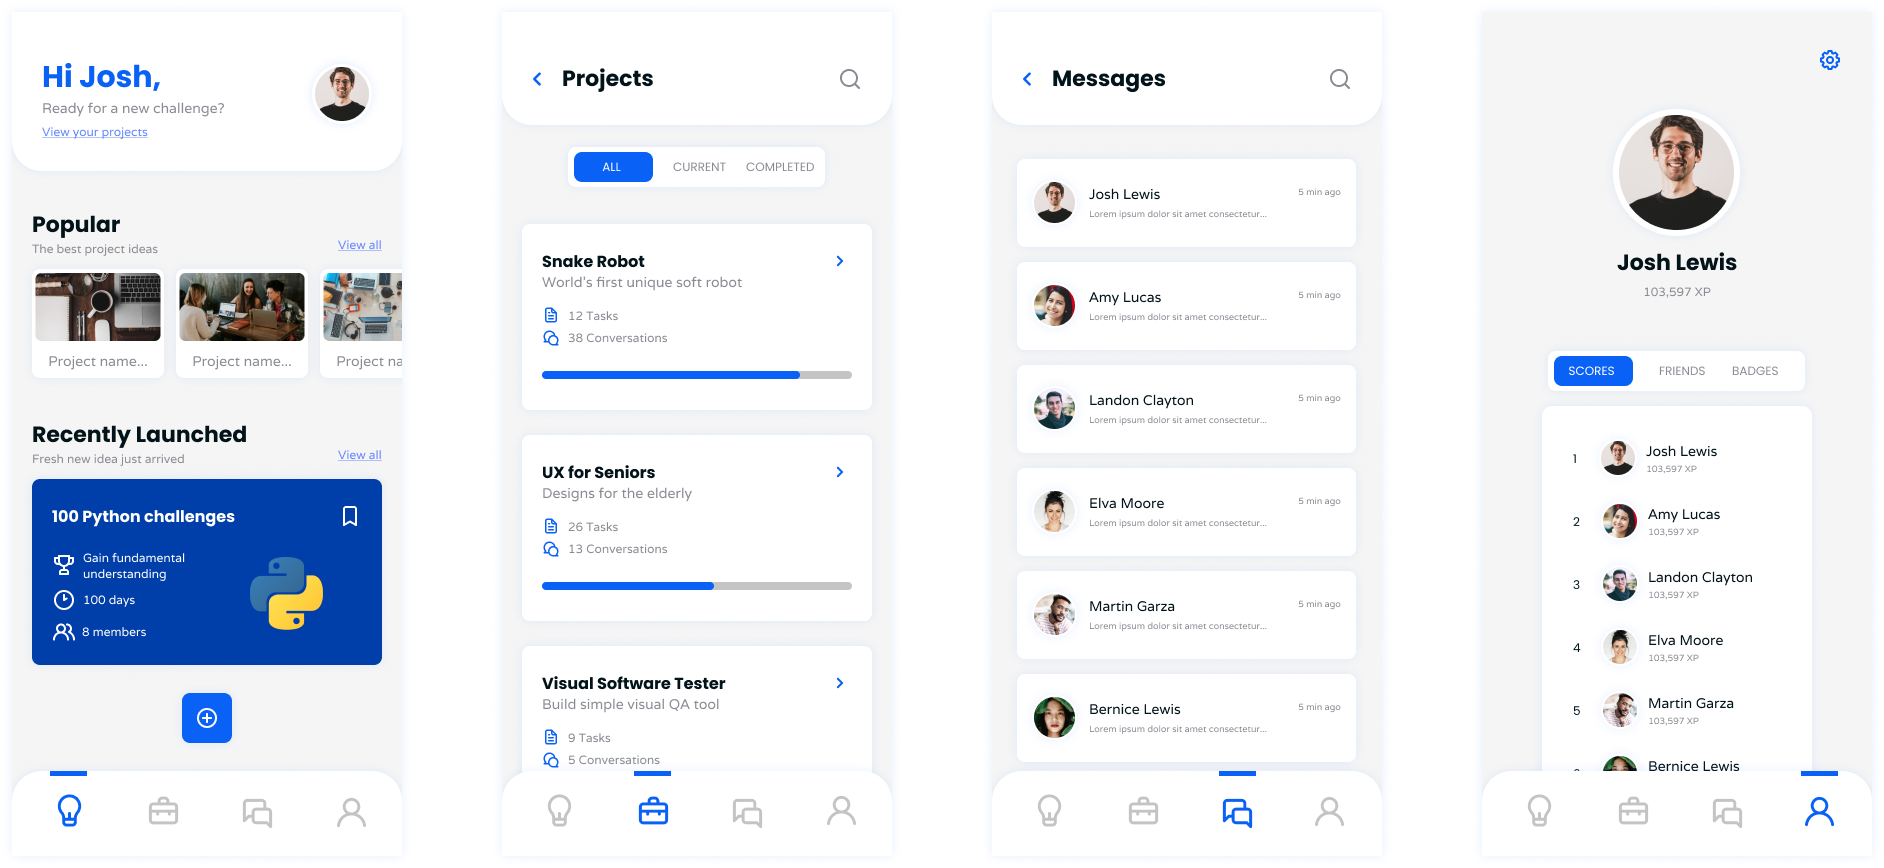 Hi Josh,
Ready for a new challenge?
View your projects
Popular
The best project ideas
View all
Project name...
Project name...
Project na
Recently Launched
Fresh new idea just arrived
View all
100 Python challenges
Gain fundamental
understanding
100 days
8 members
Projects
ALL
CURRENT
COMPLETED
Snake Robot
World's first unique soft robot
12 Tasks
38 Conversations
UX for Seniors
Designs for the elderly
26 Tasks
13 Conversations
Visual Software Tester
Build simple visual QA tool
9 Tasks
5 Conversations
Messages
Josh Lewis
5 min ago
Lorem ipsum dolor sit amet consectetur...
Amy Lucas
5 min ago
Lorem ipsum dolor sit amet consectetur...
Landon Clayton
5 min ago
Lorem ipsum dolor sit amet consectetur...
Elva Moore
5 min ago
Lorem ipsum dolor sit amet consectetur...
Martin Garza
5 min ago
Lorem ipsum dolor sit amet consectetur...
Bernice Lewis
5 min ago
Lorem ipsum dolor sit amet consectetur...
Josh Lewis
103,597 XP
SCORES
FRIENDS
BADGES
1
Josh Lewis
103,597 XP
2
Amy Lucas
103,597 XP
3
Landon Clayton
103,597 XP
4
Elva Moore
103,597 XP
5
Martin Garza
103,597 XP
Bernice Lewis